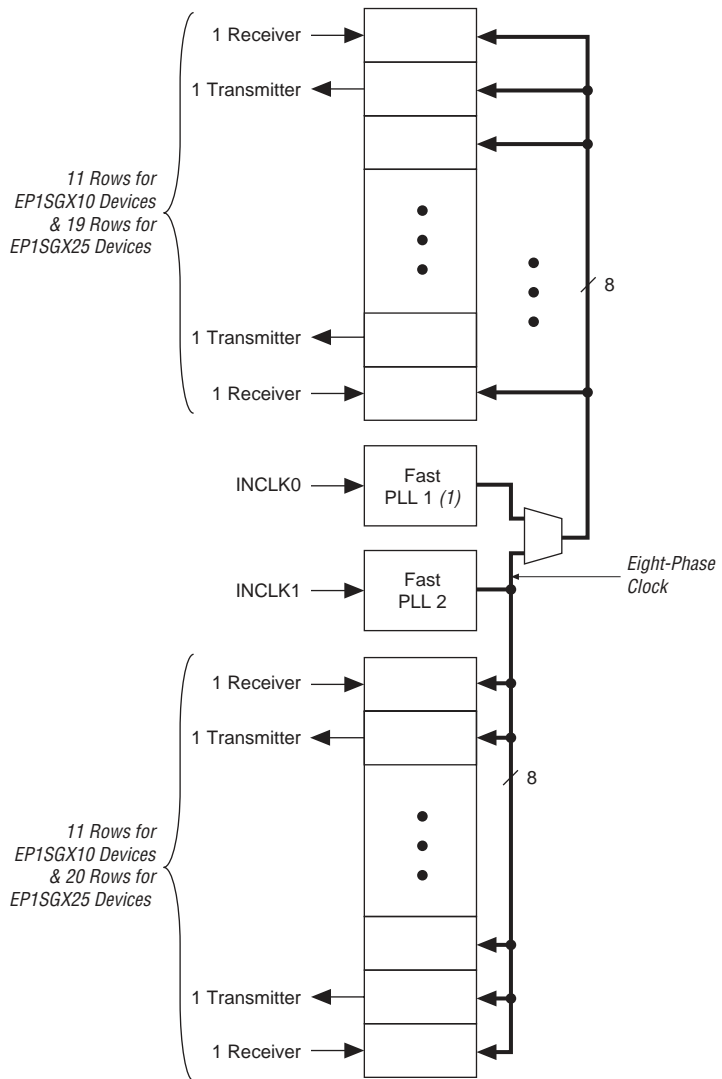 1 Receiver
1 Transmitter
11 Rows for
EP1SGX10 Devices
& 19 Rows for
EP1SGX25 Devices
8
1 Transmitter
1 Receiver
INCLK0
Fast
PLL 1 (1)
INCLK1
Fast
PLL 2
Eight-Phase
Clock
1 Receiver
1 Transmitter
8
11 Rows for
EP1SGX10 Devices
& 20 Rows for
EP1SGX25 Devices
1 Transmitter
1 Receiver